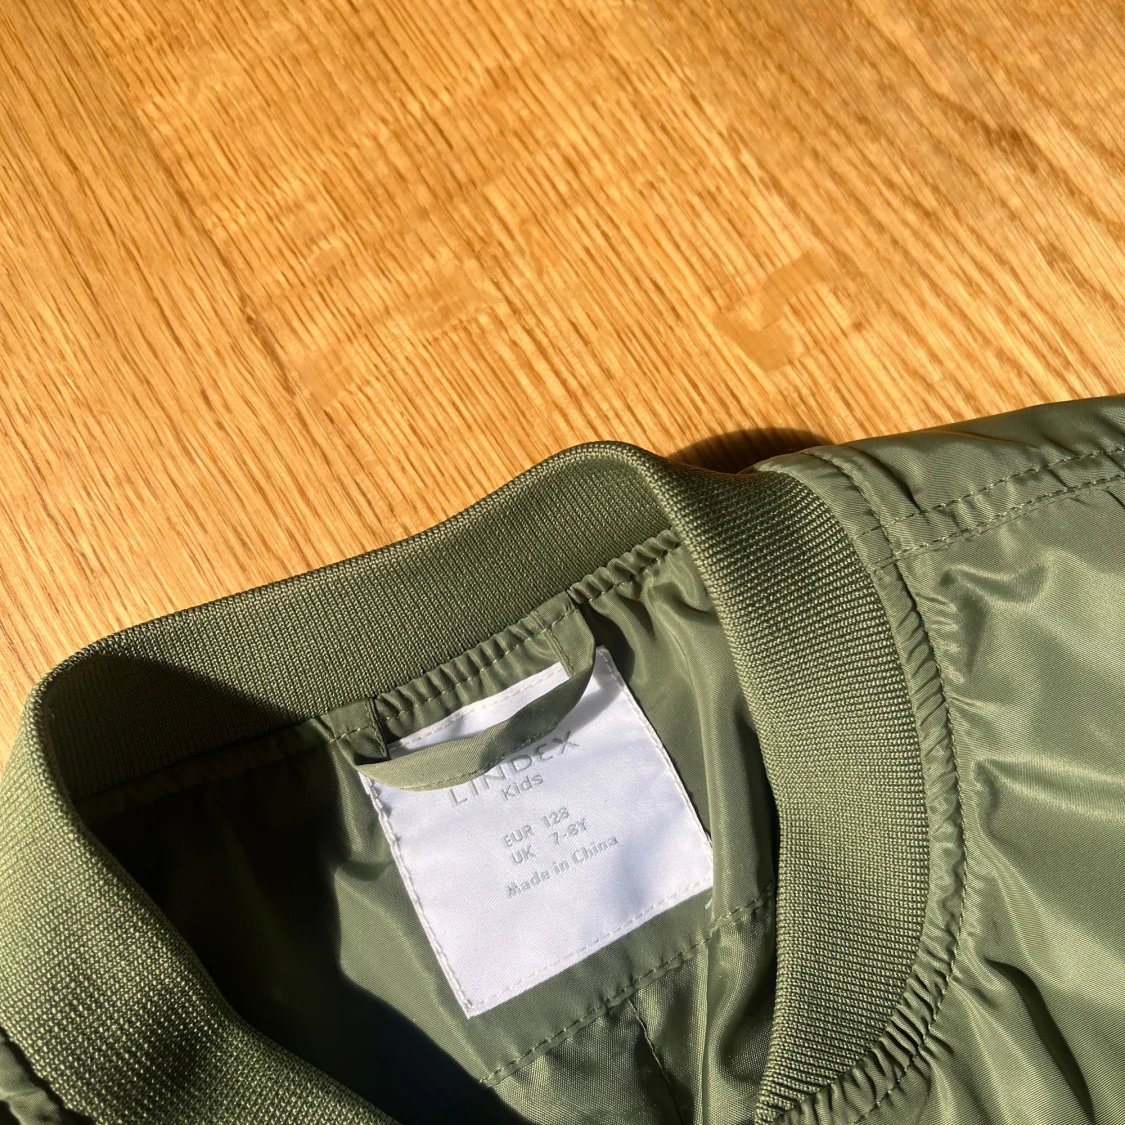 LINDEX
Kids
EUR 128
UK 7-8Y
Made in China